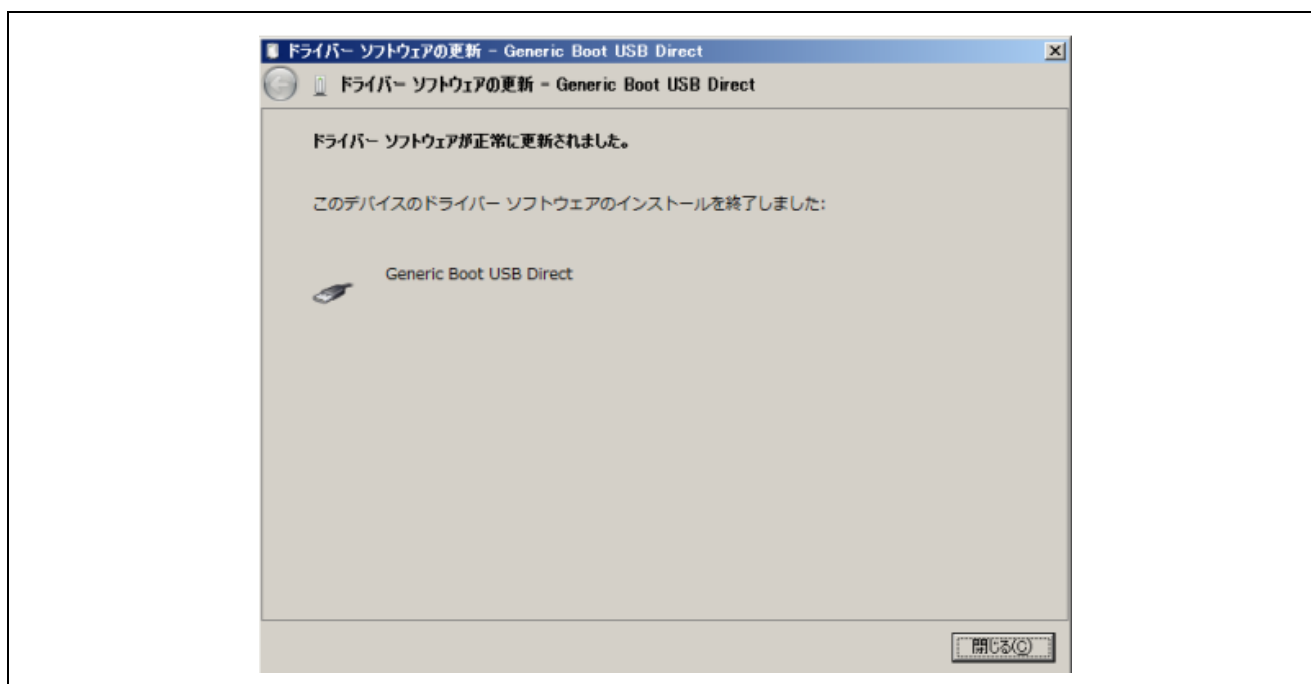 ドライバー ソフトウェアの更新 - Generic Boot USB Direct
ドライバー ソフトウェアの更新 - Generic Boot USB Direct
ドライバー ソフトウェアが正常に更新されました。
このデバイスのドライバー ソフトウェアのインストールを終了しました:
Generic Boot USB Direct
閉じる(C)